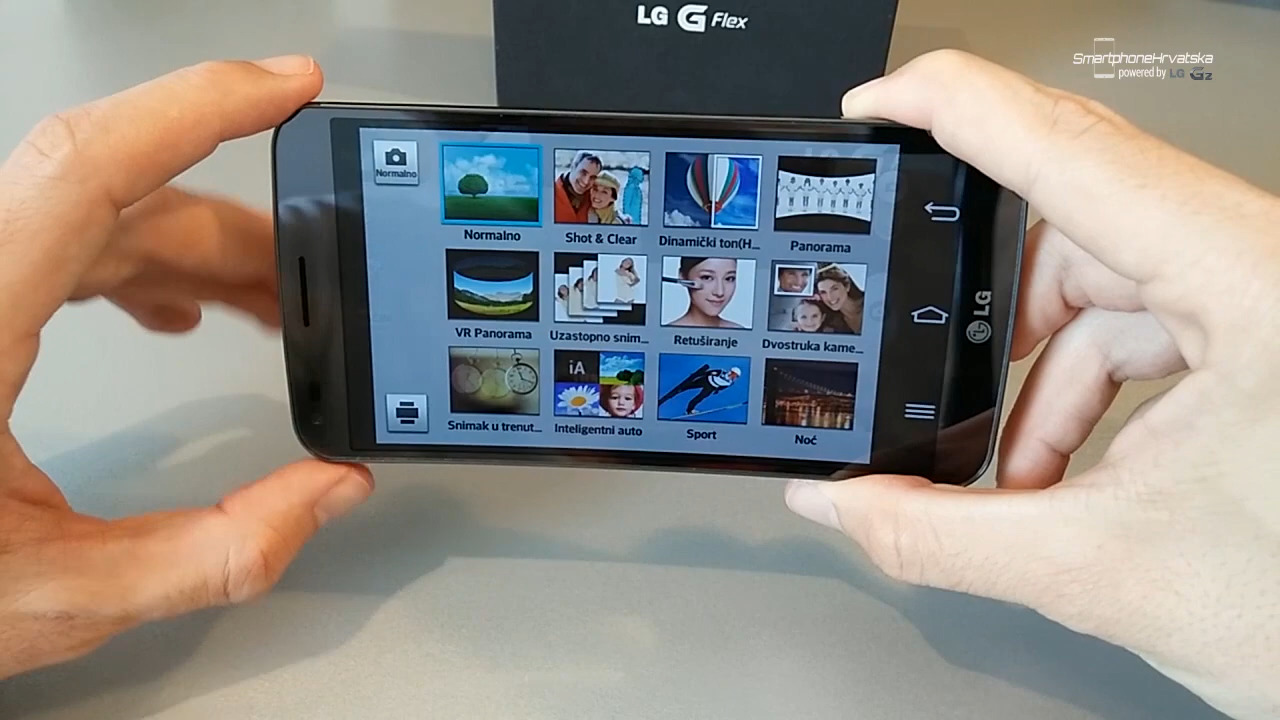 LG G Flex
SmartphoneHrvatska
powered by LG G2
Normalno
Normalno
Shot & Clear
Dinamički ton(H...
Panorama
VR Panorama
Uzastopno snim...
Retuširanje
Dvostruka kame...
Snimak u trenut...
iA
Inteligentni auto
Sport
Noć
LG